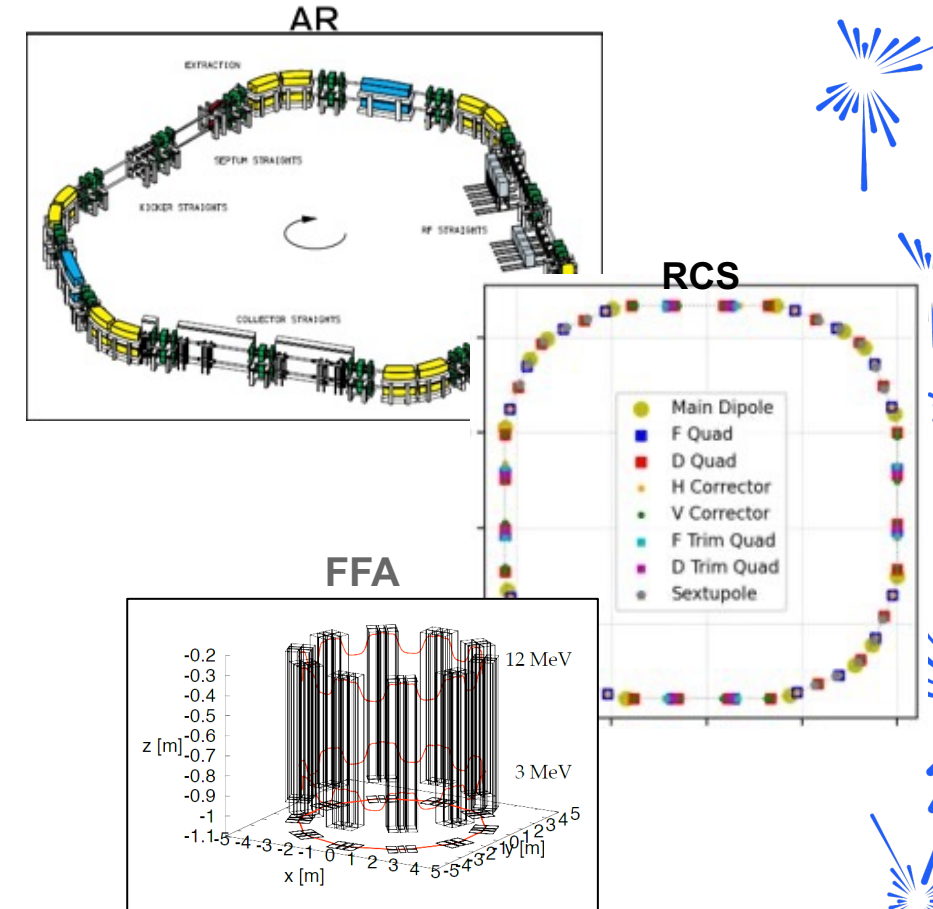 AR
EXTRACTION
SEPTUM STRAIGHTS
KICKER STRAIGHTS
RF STRAIGHTS
COLLECTOR STRAIGHTS
RCS
Main Dipole
F Quad
D Quad
H Corrector
V Corrector
F Trim Quad
D Trim Quad
Sextupole
FFA
12 MeV
3 MeV
-0.2
-0.3
-0.4
-0.5
-0.6
-0.7
-0.8
-0.9
-1
-1.1
z [m]
-5 -4 -3 -2 -1 0 1 2 3 4 5
x [m]
-5 -4 -3 -2 -1 0 1 2 3 4 5
y [m]